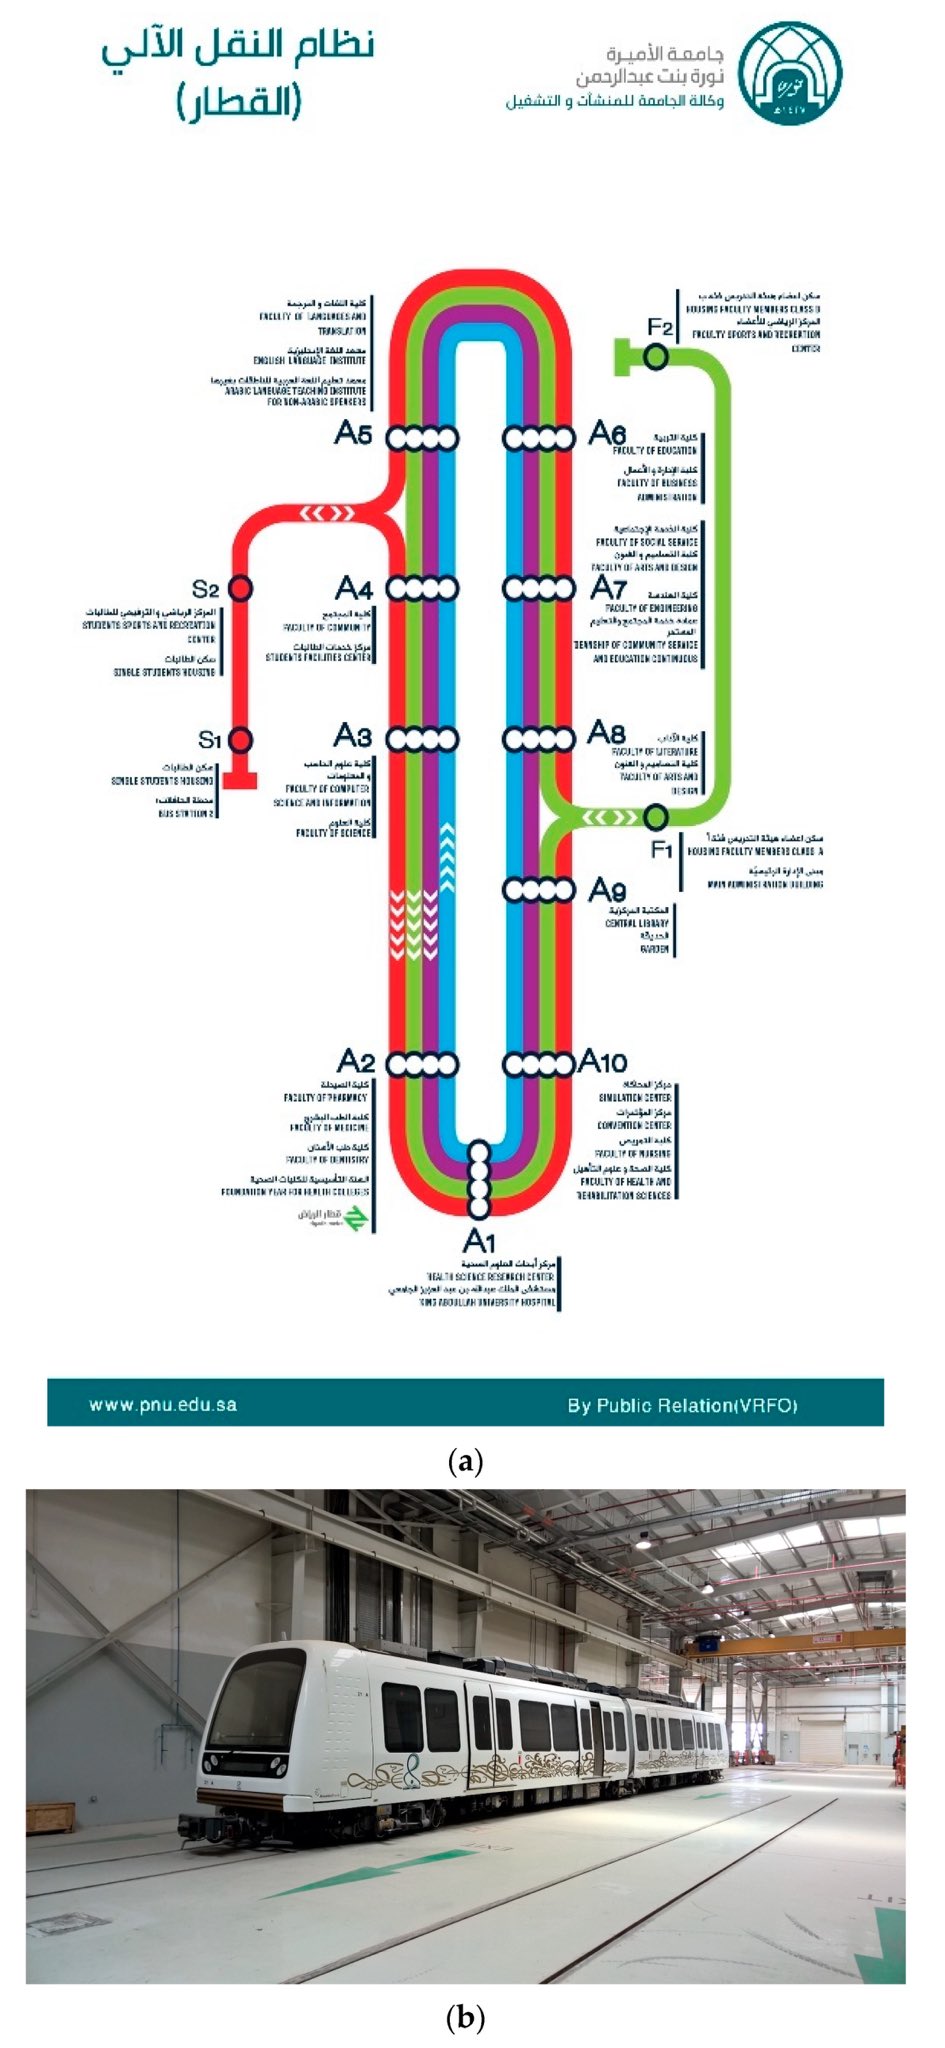 نظام النقل الآلي
(القطار)
جامعة الأميرة
نورة بنت عبدالرحمن
وكالة الجامعة للمنشآت و التشغيل
كلية اللغات و الترجمة
FACULTY OF LANGUAGES AND
TRANSLATION
معهد اللغة الإنجليزية
ENGLISH LANGUAGE INSTITUTE
معهد تعليم اللغة العربية للناطقات بغيرها
ARABIC LANGUAGE TEACHING INSTITUTE
FOR NON-ARABIC SPEAKERS
A5
F2
سكن اعضاء هيئة التدريس فئة ب
HOUSING FACULTY MEMBERS CLASS B
المركز الرياضي للأعضاء
FACULTY SPORTS AND RECREATION
CENTER
A6
كلية التربية
FACULTY OF EDUCATION
كلية الإدارة و الأعمال
FACULTY OF BUSINESS
ADMINISTRATION
S2
المركز الرياضي والترفيهي للطالبات
STUDENTS SPORTS AND RECREATION
CENTER
سكن الطالبات
SINGLE STUDENTS HOUSING
A4
كلية المجتمع
FACULTY OF COMMUNITY
مركز خدمات الطالبات
STUDENTS FACILITIES CENTER
A7
كلية الخدمة الإجتماعية
FACULTY OF SOCIAL SERVICE
كلية التصاميم و الفنون
FACULTY OF ARTS AND DESIGN
كلية الهندسة
FACULTY OF ENGINEERING
عمادة خدمة المجتمع والتعليم
المستمر
DEANSHIP OF COMMUNITY SERVICE
AND EDUCATION CONTINUOUS
S1
سكن الطالبات
SINGLE STUDENTS HOUSING
محطة الحافلات
BUS STATION 2
A3
كلية علوم الحاسب
و المعلومات
FACULTY OF COMPUTER
SCIENCE AND INFORMATION
كلية العلوم
FACULTY OF SCIENCE
A8
كلية الآداب
FACULTY OF LITERATURE
كلية التصاميم و الفنون
FACULTY OF ARTS AND
DESIGN
F1
سكن اعضاء هيئة التدريس فئة أ
HOUSING FACULTY MEMBERS CLASS A
مبنى الإدارة الرئيسية
MAIN ADMINISTRATION BUILDING
A9
المكتبة المركزية
CENTRAL LIBRARY
الحديقة
GARDEN
A2
كلية الصيدلة
FACULTY OF PHARMACY
كلية الطب البشري
FACULTY OF MEDICINE
كلية طب الأسنان
FACULTY OF DENTISTRY
السنة التأسيسية للكليات الصحية
FOUNDATION YEAR FOR HEALTH COLLEGES
قطار الرياض
A10
مركز المحاكاة
SIMULATION CENTER
مركز المؤتمرات
CONVENTION CENTER
كلية التمريض
FACULTY OF NURSING
كلية الصحة و علوم التأهيل
FACULTY OF HEALTH AND
REHABILITATION SCIENCES
A1
مركز أبحاث العلوم الصحية
HEALTH SCIENCE RESEARCH CENTER
مستشفى الملك عبدالله بن عبد العزيز الجامعي
KING ABDULLAH UNIVERSITY HOSPITAL
www.pnu.edu.sa
By Public Relation(VRFO)
(a)
21 A
21 A
EXIT
(b)